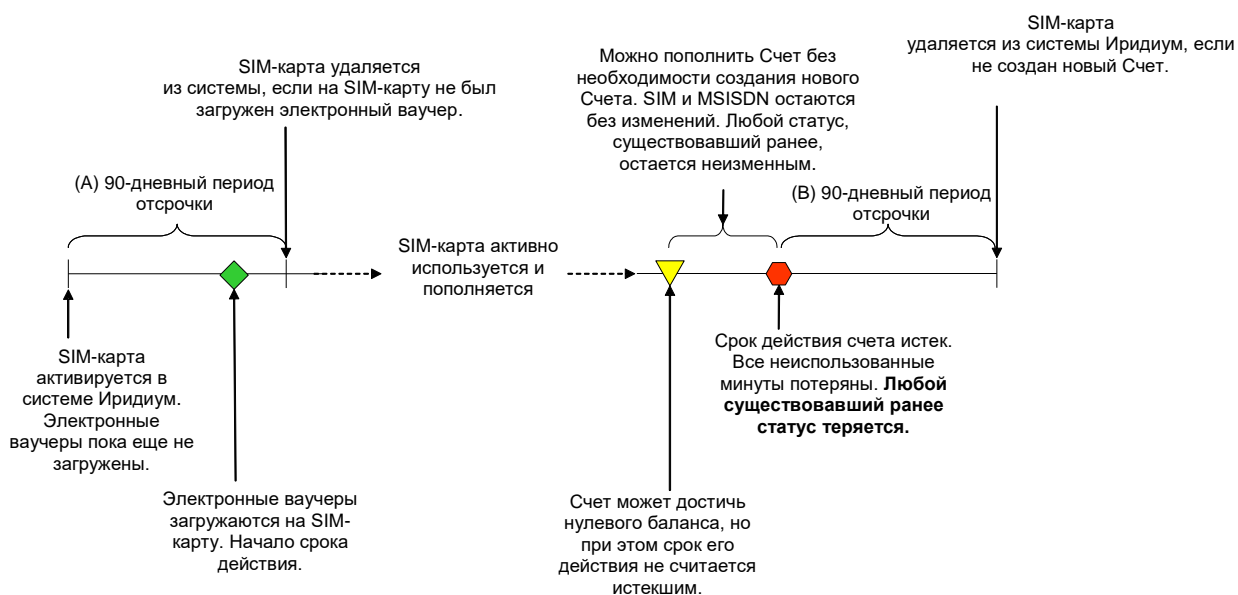 SIM-карта
удаляется из системы Иридиум, если
не создан новый Счет.
Можно пополнить Счет без
необходимости создания нового
Счета. SIM и MSISDN остаются
без изменений. Любой статус,
существовавший ранее,
остается неизменным.
SIM-карта удаляется
из системы, если на SIM-карту не был
загружен электронный ваучер.
(A) 90-дневный период
отсрочки
(B) 90-дневный период
отсрочки
SIM-карта активно
используется и
пополняется
SIM-карта
активируется в
системе Иридиум.
Электронные
ваучеры пока еще не
загружены.
Срок действия счета истек.
Все неиспользованные
минуты потеряны. Любой
существовавший ранее
статус теряется.
Электронные ваучеры
загружаются на SIM-
карту. Начало срока
действия.
Счет может достичь
нулевого баланса, но
при этом срок его
действия не считается
истекшим.